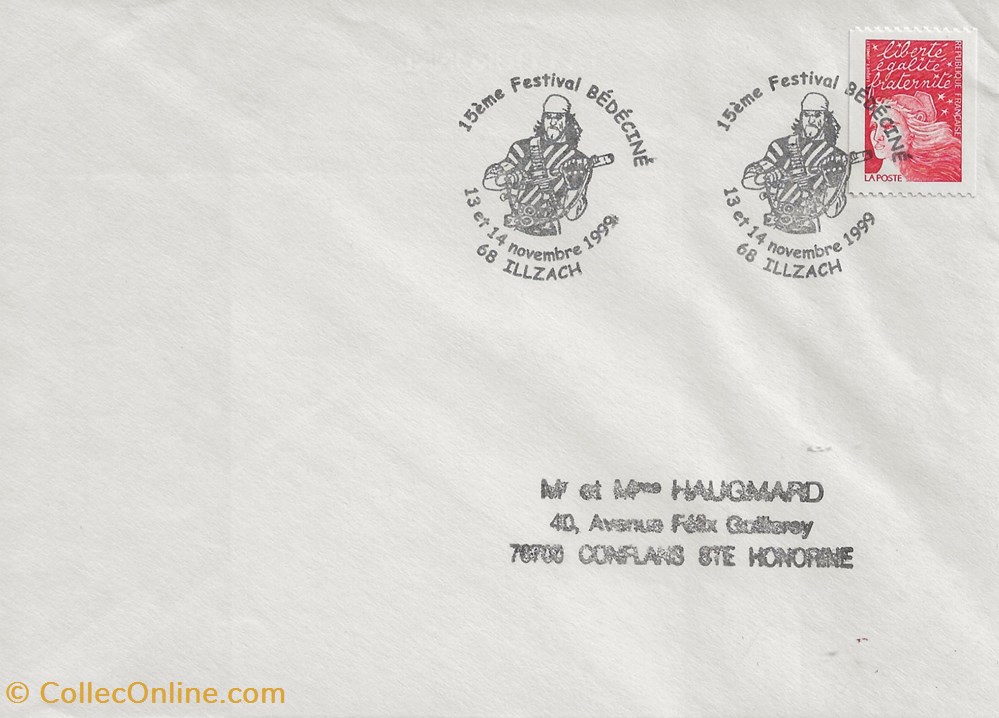 15ème Festival BÉDÉCINÉ
13 et 14 novembre 1999
68 ILLZACH
15ème Festival BÉDÉCINÉ
13 et 14 novembre 1999
68 ILLZACH
liberté
égalité
fraternité
REPUBLIQUE FRANÇAISE
LA POSTE
Mr et Mme HAUGMARD
40, Avenue Félix
78700 CONFLANS STE HONORINE
© CollecOnline.com